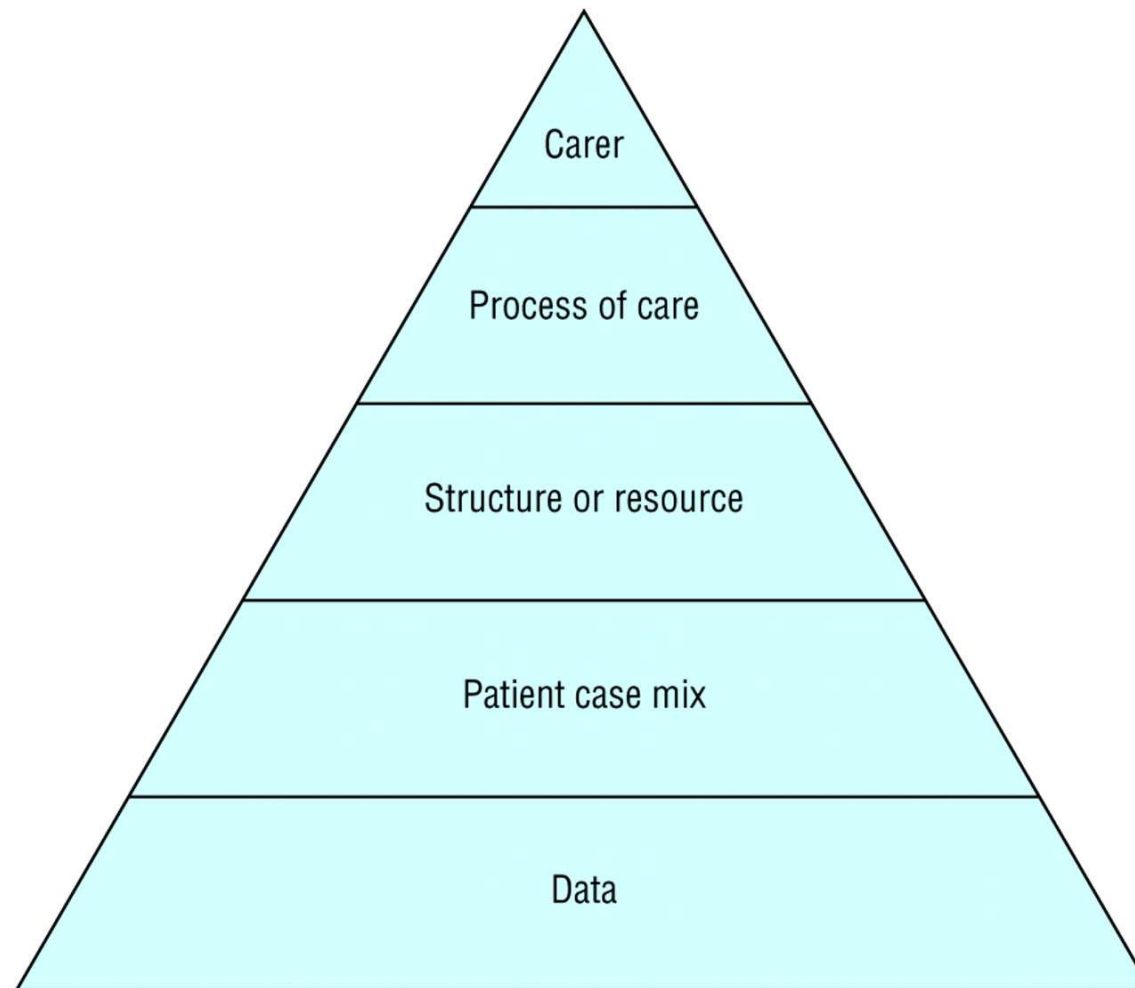 Carer
Process of care
Structure or resource
Patient case mix
Data